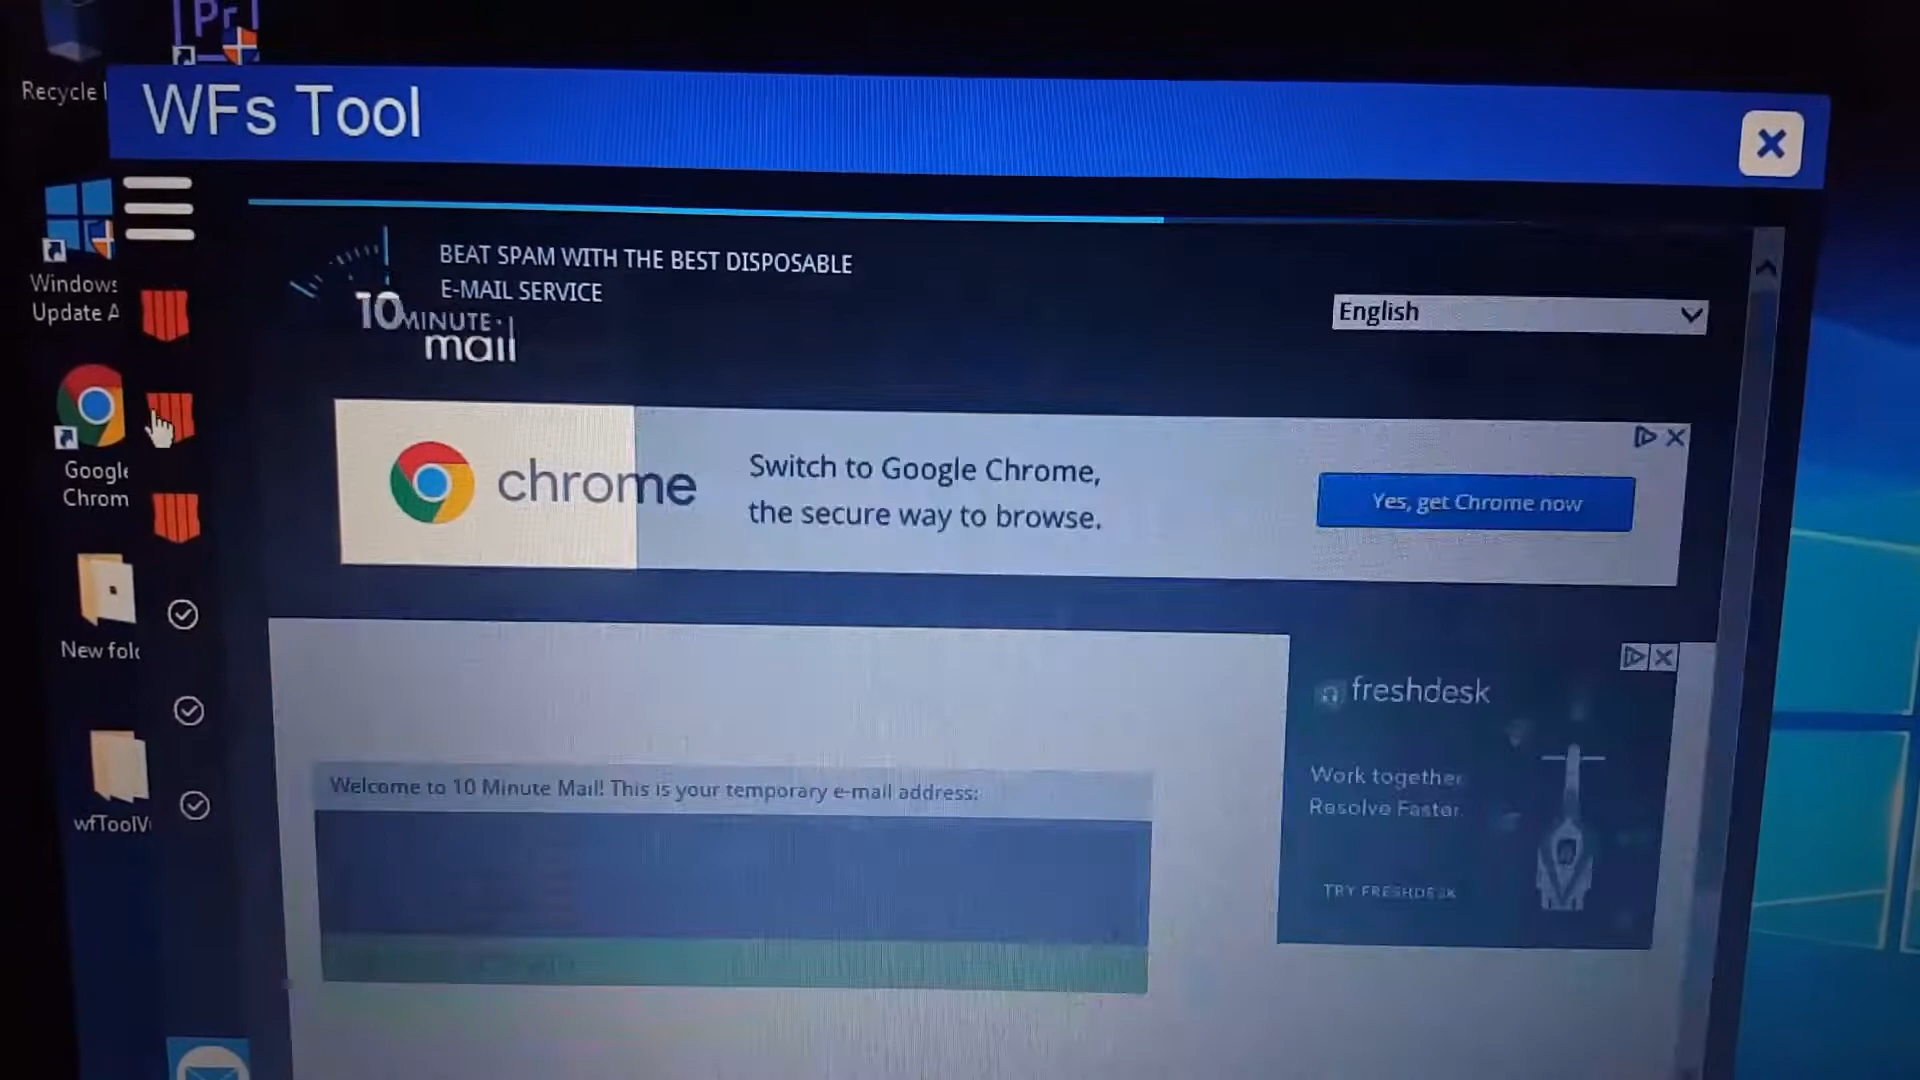 Pr
Recycle
WFs Tool
BEAT SPAM WITH THE BEST DISPOSABLE
E-MAIL SERVICE
10 MINUTE
mail
English
Windows
Update A
chrome
Switch to Google Chrome,
the secure way to browse.
Yes, get Chrome now
Google
Chrom
New fol
freshdesk
Work together.
Resolve Faster.
TRY FRESHDESK
Welcome to 10 Minute Mail! This is your temporary e-mail address:
wfToolV